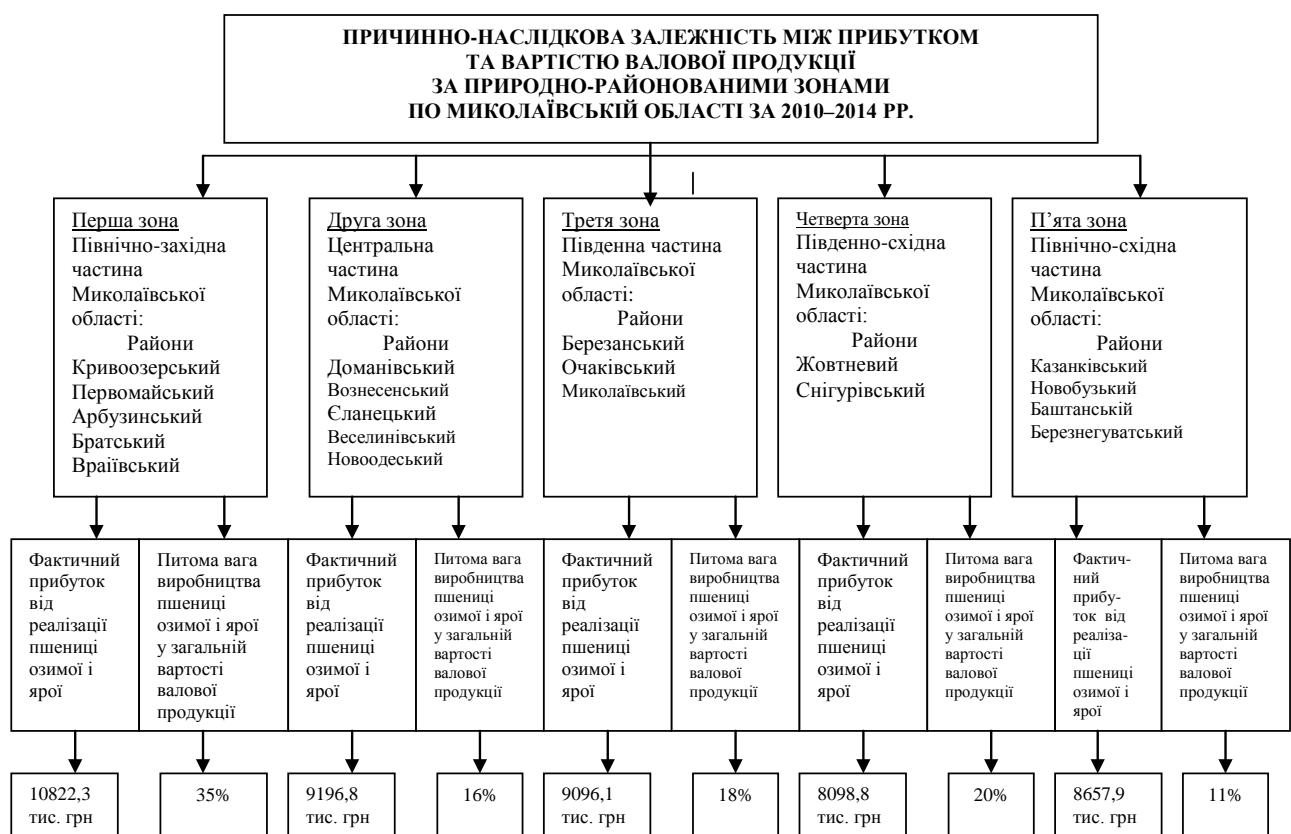 ПРИЧИННО-НАСЛІДКОВА ЗАЛЕЖНІСТЬ МІЖ ПРИБУТКОМ
ТА ВАРТІСТЮ ВАЛОВОЇ ПРОДУКЦІЇ
ЗА ПРИРОДНО-РАЙОНОВАНИМИ ЗОНАМИ
ПО МИКОЛАЇВСЬКІЙ ОБЛАСТІ ЗА 2010–2014 РР.
Перша зона
Північно-західна
частина
Миколаївської
області:
Райони
Кривоозерський
Первомайський
Арбузинський
Братський
Враіївський
Друга зона
Центральна
частина
Миколаївської
області:
Райони
Доманівський
Вознесенський
Єланецький
Веселинівський
Новоодеський
Третя зона
Південна частина
Миколаївської
області:
Райони
Березанський
Очаківський
Миколаївський
Четверта зона
Південно-східна
частина
Миколаївської
області:
Райони
Жовтневий
Снігурівський
П’ята зона
Північно-східна
частина
Миколаївської
області:
Райони
Казанківський
Новобузький
Баштанській
Березнегуватський
Фактичний
прибуток
від
реалізації
пшениці
озимої і
ярої
Питома вага
виробництва
пшениці
озимої і ярої
у загальній
вартості
валової
продукції
Фактичний
прибуток
від
реалізації
пшениці
озимої і
ярої
Питома вага
виробництва
пшениці
озимої і ярої
у загальній
вартості
валової
продукції
Фактичний
прибуток
від
реалізації
пшениці
озимої і
ярої
Питома вага
виробництва
пшениці
озимої і ярої
у загальній
вартості
валової
продукції
Фактичний
прибуток
від
реалізації
пшениці
озимої і
ярої
Питома вага
виробництва
пшениці
озимої і ярої
у загальній
вартості
валової
продукції
Фактич-
ний
прибу-
ток від
реаліза-
ції
пшениці
озимої і
ярої
Питома вага
виробництва
пшениці
озимої і ярої
у загальній
вартості
валової
продукції
10822,3
тис. грн
35%
9196,8
тис. грн
16%
9096,1
тис. грн
18%
8098,8
тис. грн
20%
8657,9
тис. грн
11%